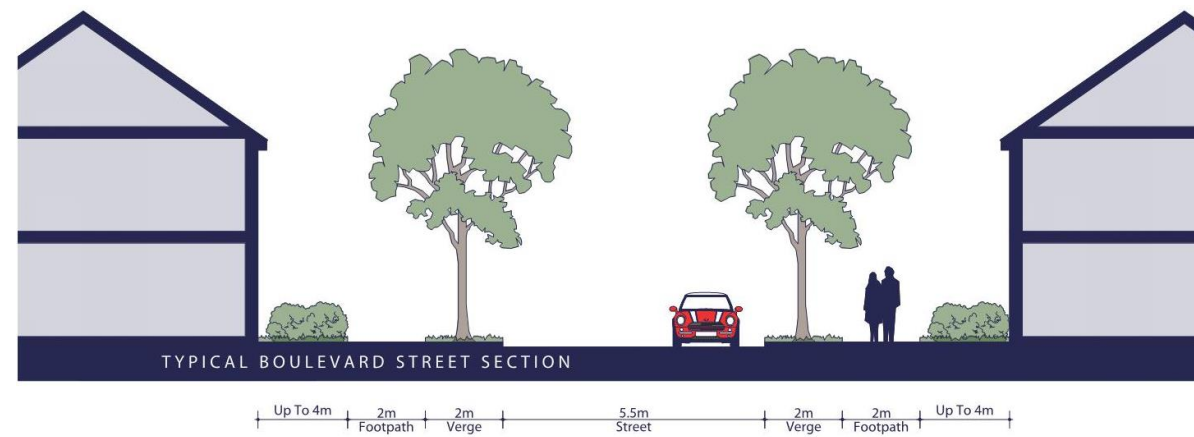 TYPICAL BOULEVARD STREET SECTION
Up To 4m
2m
Footpath
2m
Verge
5.5m
Street
2m
Verge
2m
Footpath
Up To 4m